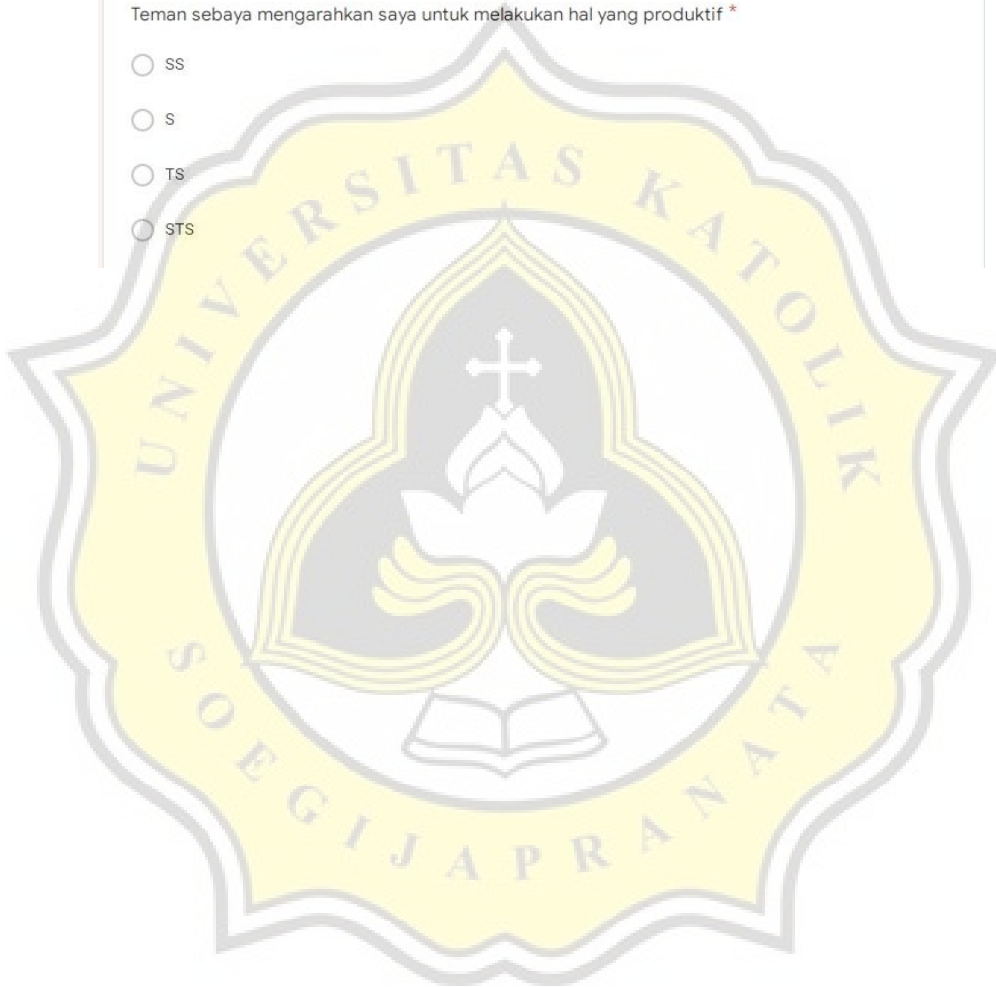 Teman sebaya mengarahkan saya untuk melakukan hal yang produktif *
SS
S
TS
STS
UNIVERSITAS KATOLIK
SOEGIJAPRANATA